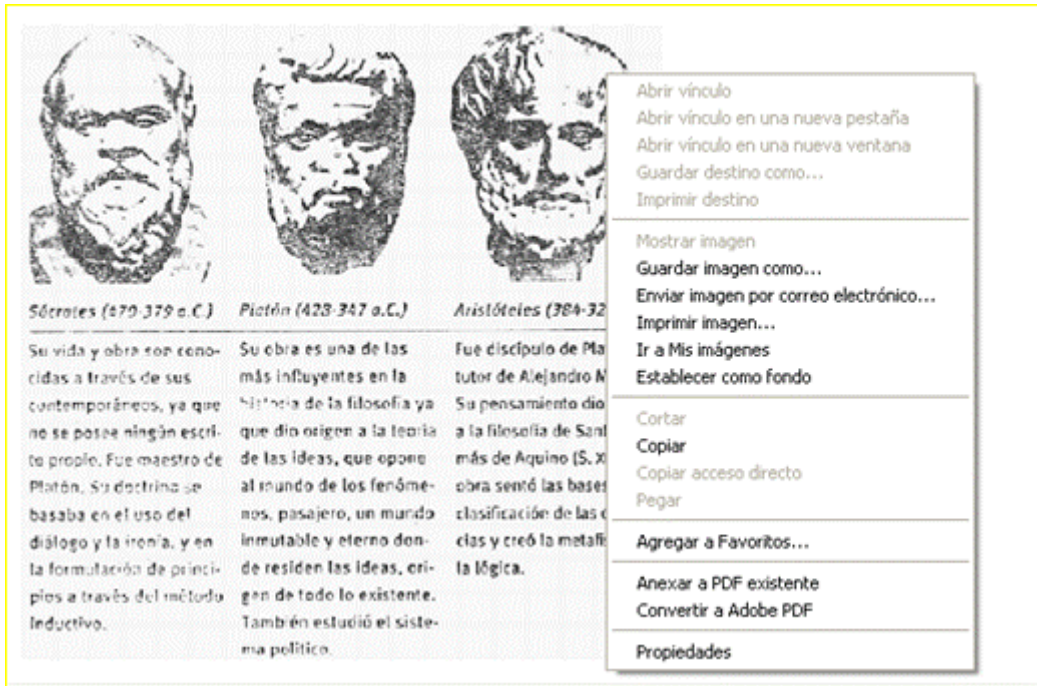 Sócrates (470-379 a.C.)
Su vida y obra son cono-
cidas a través de sus
contemporáneos, ya que
no se posee ningún escri-
to propio. Fue maestro de
Platón. Su doctrina se
basaba en el uso del
diálogo y la ironía, y en
la formulación de princi-
pios a través del método
Inductivo.
Platón (428-347 a.C.)
Su obra es una de las
más influyentes en la
historia de la filosofía ya
que dio origen a la teoría
de las ideas, que opone
al mundo de los fenóme-
nos, pasajero, un mundo
inmutable y eterno don-
de residen las ideas, ori-
gen de todo lo existente.
También estudió el siste-
ma político.
Aristóteles (384-32
Fue discípulo de Pla
tutor de Alejandro M
Su pensamiento dio
a la filosofía de Sant
más de Aquino (S. X
obra sentó las bases
clasificación de las c
cias y creó la metafí
la lógica.
Abrir vínculo
Abrir vínculo en una nueva pestaña
Abrir vínculo en una nueva ventana
Guardar destino como...
Imprimir destino
Mostrar imagen
Guardar imagen como...
Enviar imagen por correo electrónico...
Imprimir imagen...
Ir a Mis imágenes
Establecer como fondo
Cortar
Copiar
Copiar acceso directo
Pegar
Agregar a Favoritos...
Anexar a PDF existente
Convertir a Adobe PDF
Propiedades